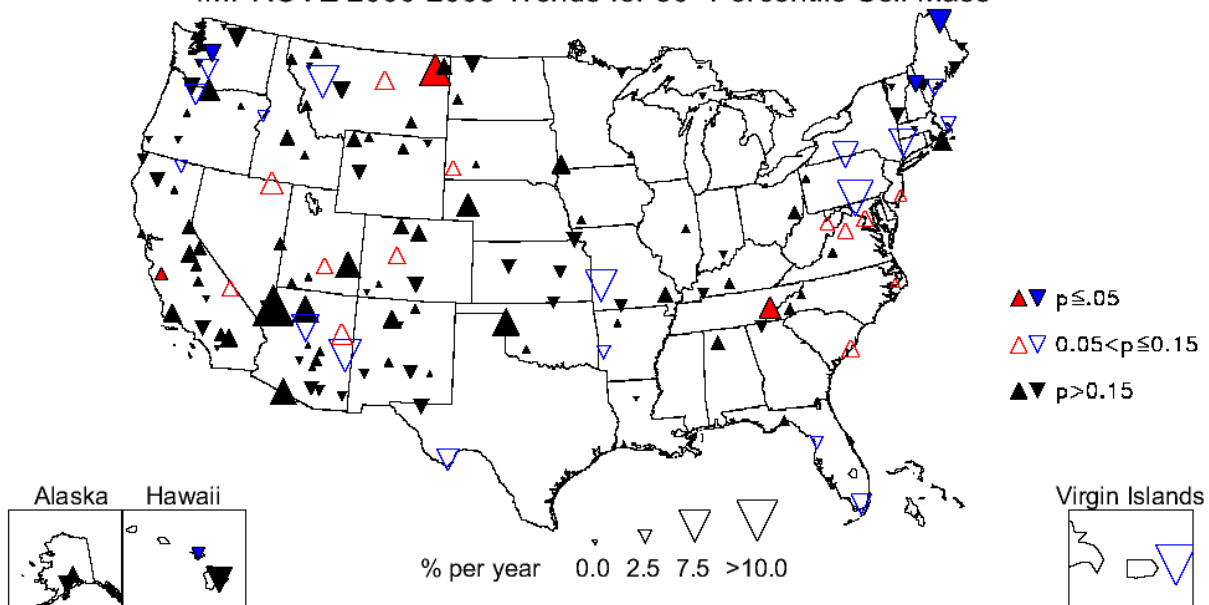 p≤.05
0.05<p≤0.15
p>0.15
Alaska Hawaii
Virgin Islands
% per year 0.0 2.5 7.5 >10.0